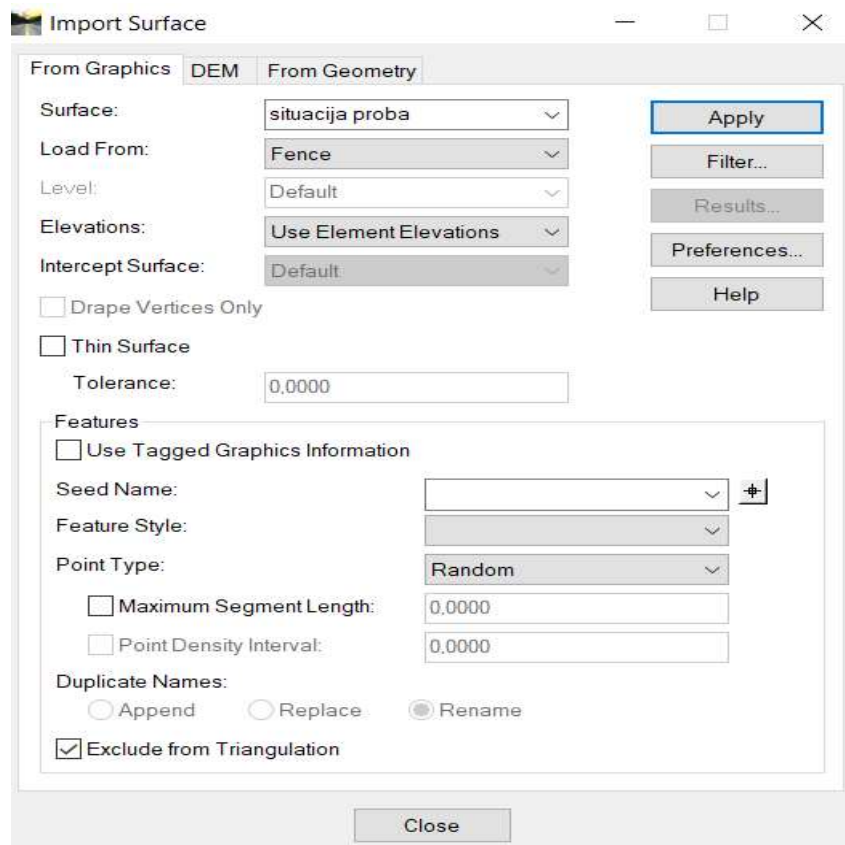 Import Surface
From Graphics DEM From Geometry
Surface: situacija proba Apply
Load From: Fence Filter...
Level: Default Results...
Elevations: Use Element Elevations Preferences...
Intercept Surface: Default Help
Drape Vertices Only
Thin Surface
Tolerance: 0,0000
Features
Use Tagged Graphics Information
Seed Name:
Feature Style:
Point Type: Random
Maximum Segment Length: 0,0000
Point Density Interval: 0,0000
Duplicate Names:
Append Replace Rename
Exclude from Triangulation
Close